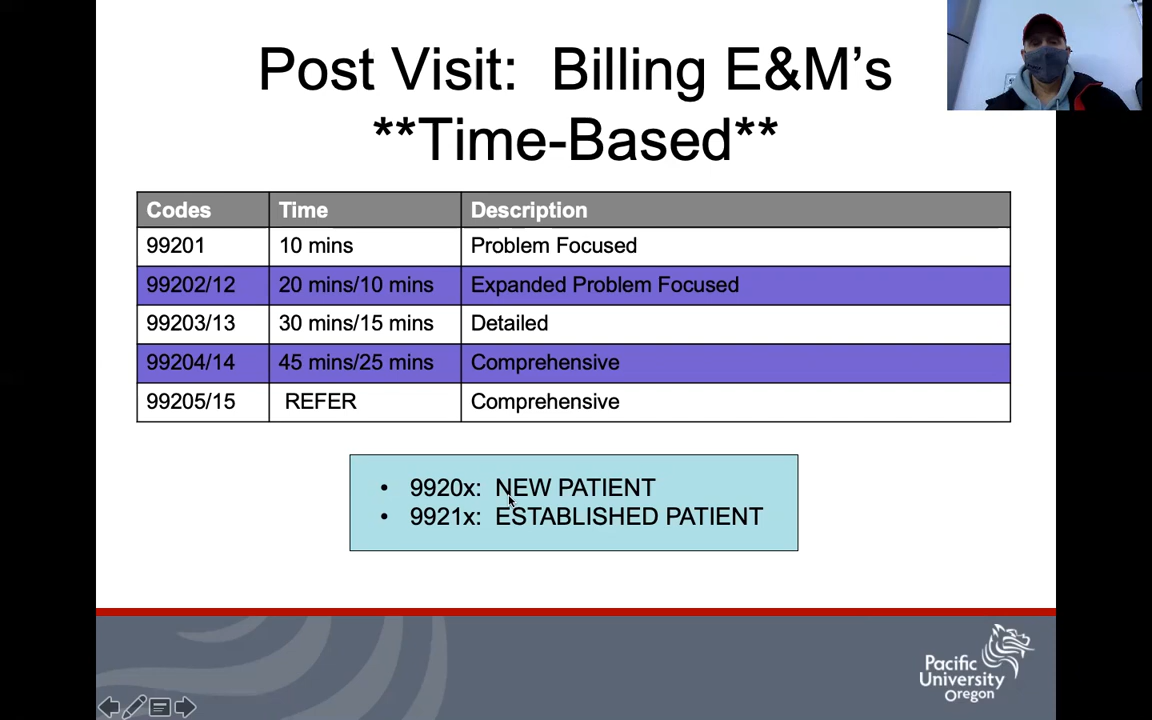 Post Visit:  Billing E&M's
**Time-Based**
Codes Time Description
99201 10 mins Problem Focused
99202/12 20 mins/10 mins Expanded Problem Focused
99203/13 30 mins/15 mins Detailed
99204/14 45 mins/25 mins Comprehensive
99205/15 REFER Comprehensive
• 9920x:  NEW PATIENT
• 9921x:  ESTABLISHED PATIENT
Pacific
University
Oregon